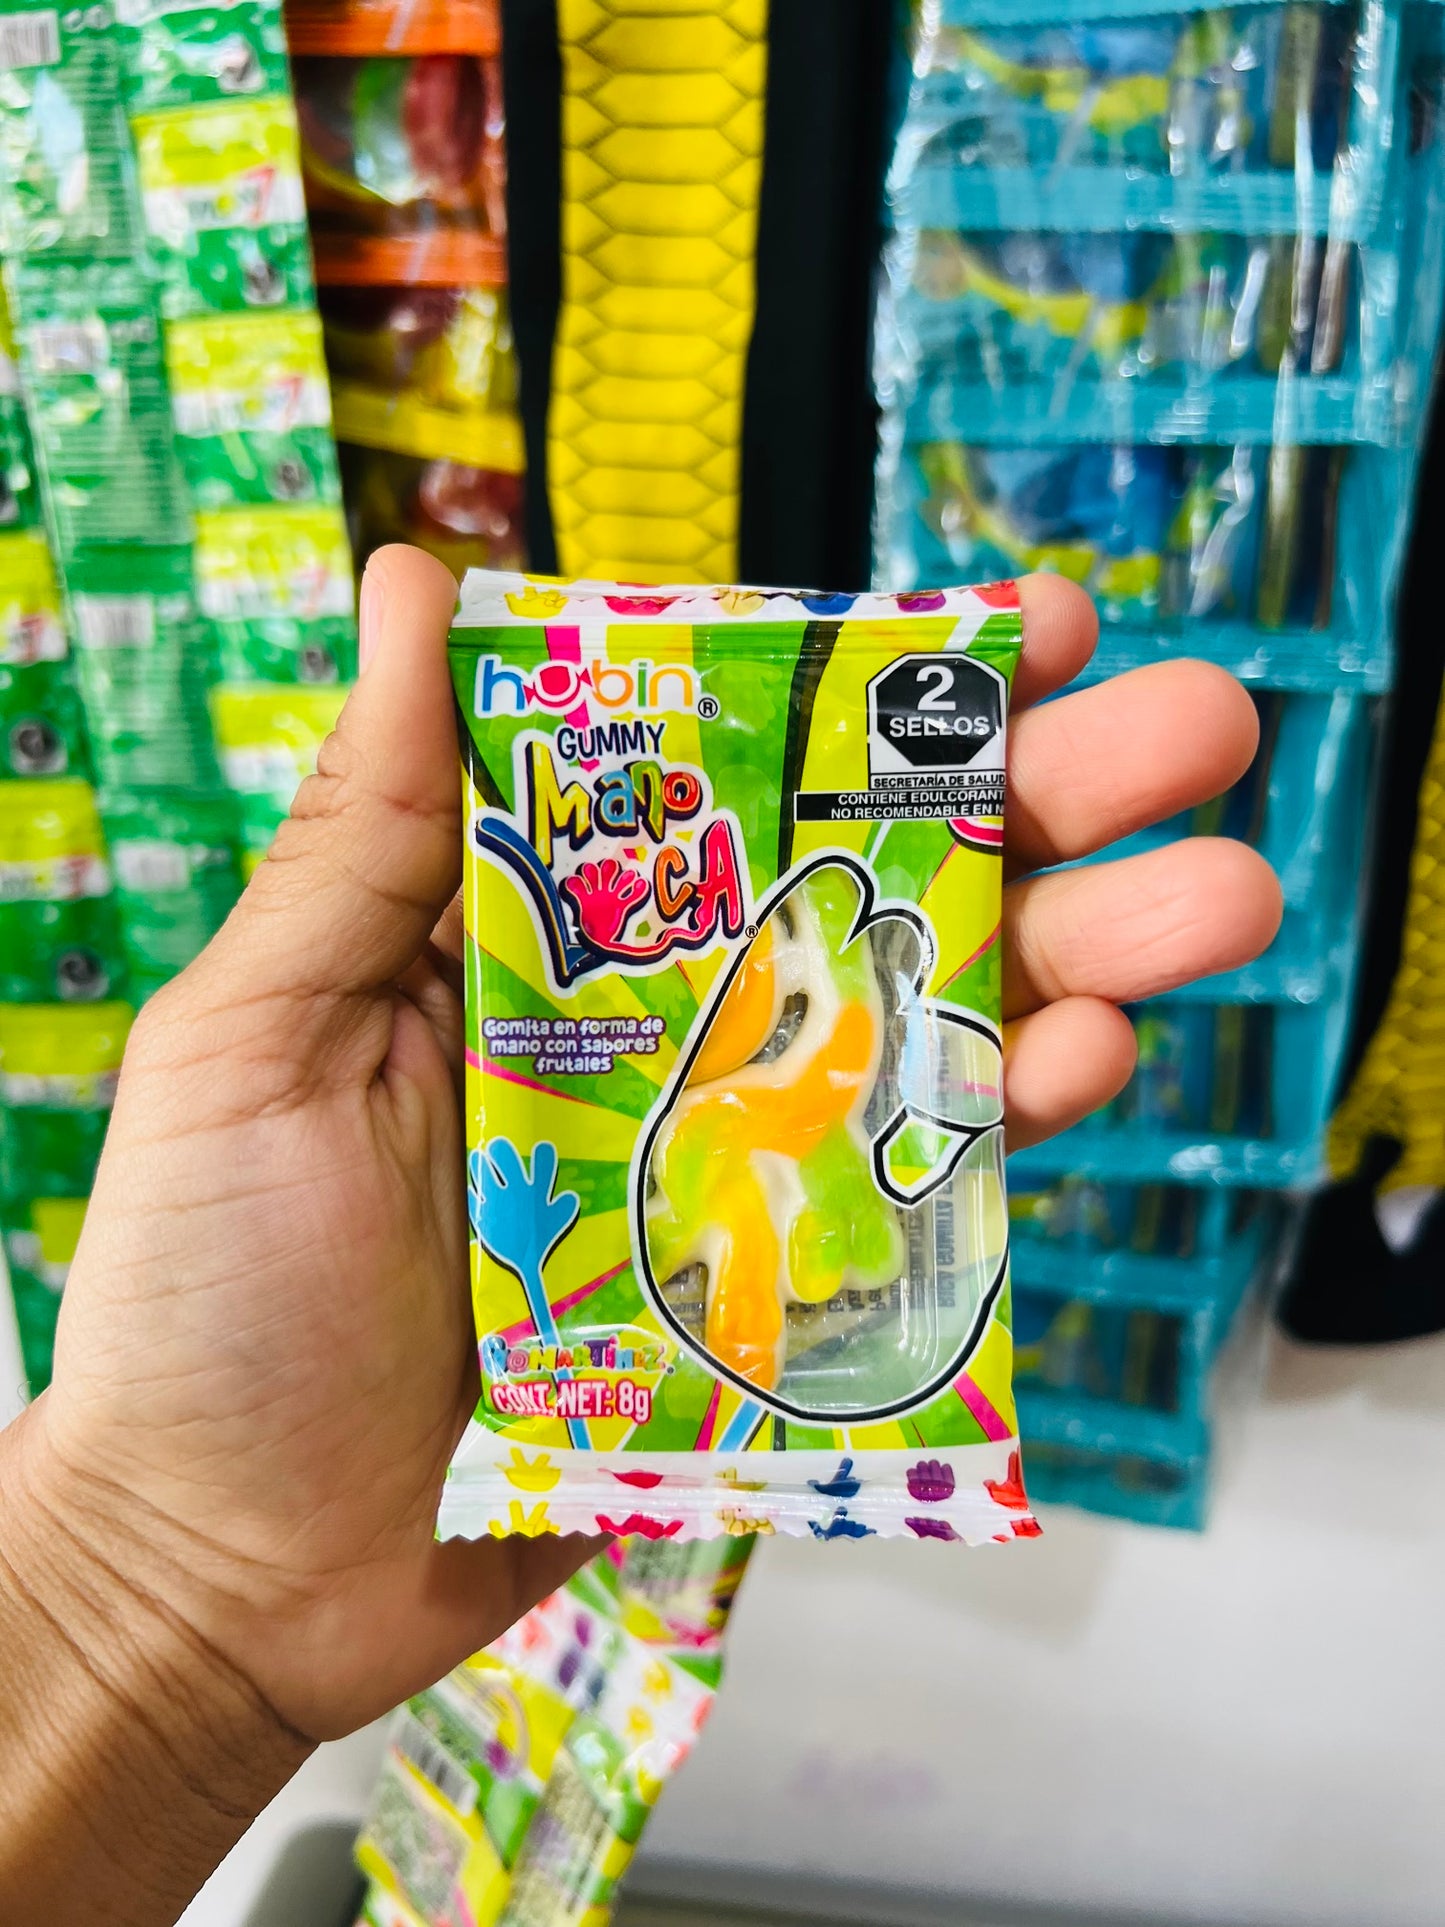 hobin®
GUMMY
Mano
LOCA®
2
SELLOS
SECRETARÍA DE SALUD
CONTIENE EDULCORANT
NO RECOMENDABLE EN N
Gomita en forma de
mano con sabores
frutales
CONT. NET: 8g